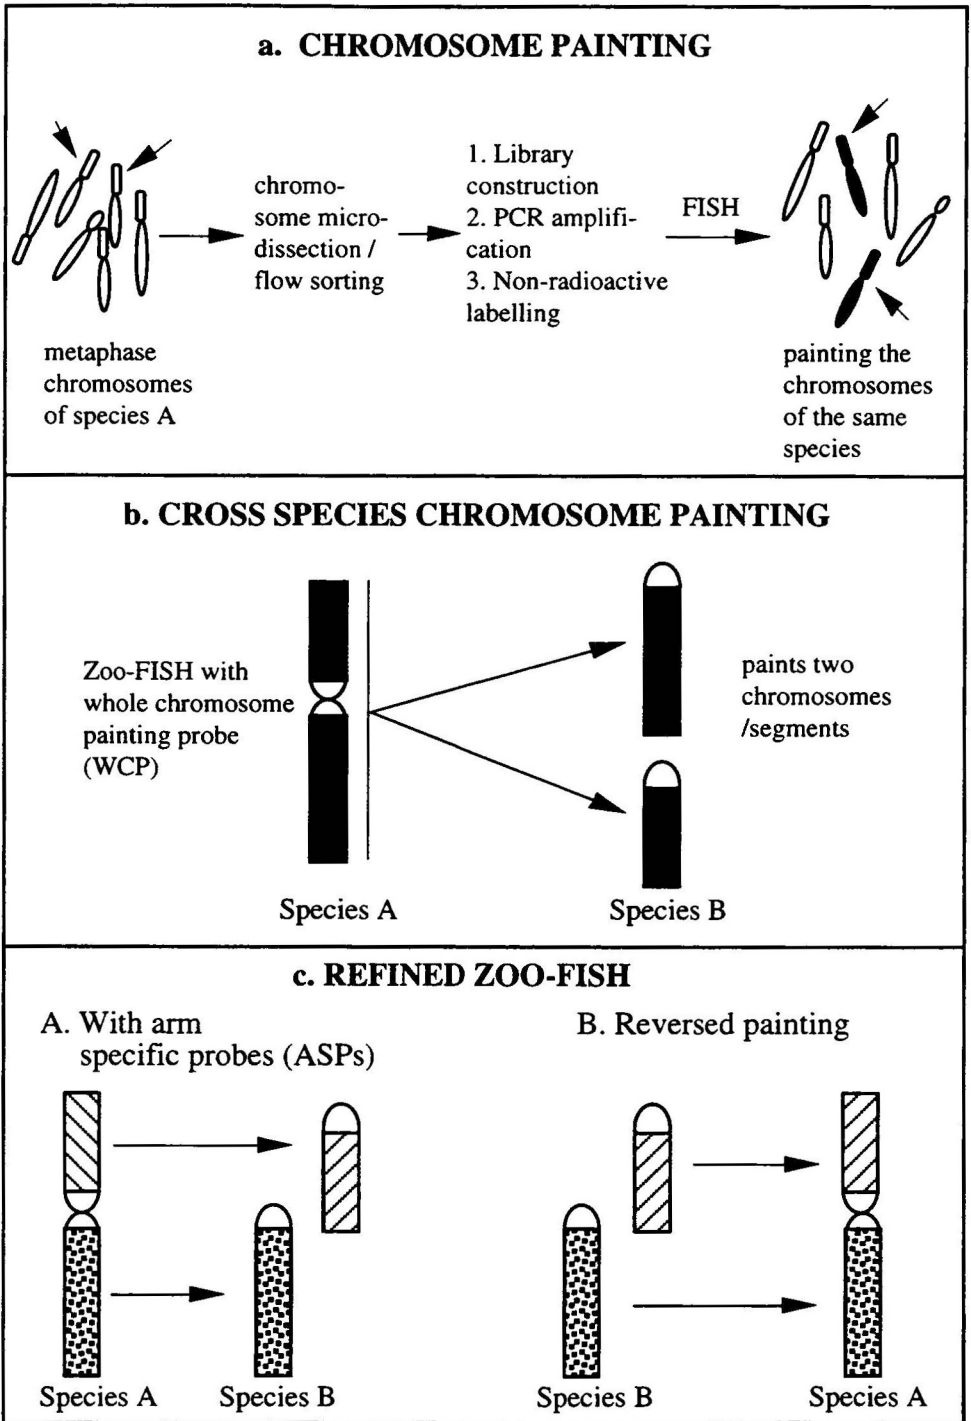 a. CHROMOSOME PAINTING
chromo-
some micro-
dissection /
flow sorting
1. Library
construction
2. PCR amplifi-
cation
3. Non-radioactive
labelling
FISH
metaphase
chromosomes
of species A
painting the
chromosomes
of the same
species
b. CROSS SPECIES CHROMOSOME PAINTING
Zoo-FISH with
whole chromosome
painting probe
(WCP)
paints two
chromosomes
/segments
Species A
Species B
c. REFINED ZOO-FISH
A. With arm
specific probes (ASPs)
B. Reversed painting
Species A
Species B
Species B
Species A